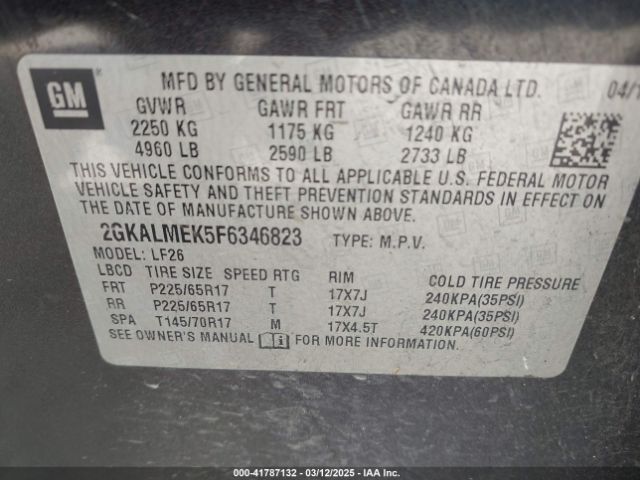 GM
MFD BY GENERAL MOTORS OF CANADA LTD. 04/1
GVWR GAWR FRT GAWR RR
2250 KG 1175 KG 1240 KG
4960 LB 2590 LB 2733 LB
THIS VEHICLE CONFORMS TO ALL APPLICABLE U.S. FEDERAL MOTOR
VEHICLE SAFETY AND THEFT PREVENTION STANDARDS IN EFFECT ON
THE DATE OF MANUFACTURE SHOWN ABOVE.
2GKALMEK5F6346823 TYPE: M.P.V.
MODEL: LF26
LBCD TIRE SIZE SPEED RTG RIM COLD TIRE PRESSURE
FRT P225/65R17 T 17X7J 240KPA(35PSI)
RR P225/65R17 T 17X7J 240KPA(35PSI)
SPA T145/70R17 M 17X4.5T 420KPA(60PSI)
SEE OWNER'S MANUAL FOR MORE INFORMATION.
000-41787132 — 03/12/2025 — IAA Inc.